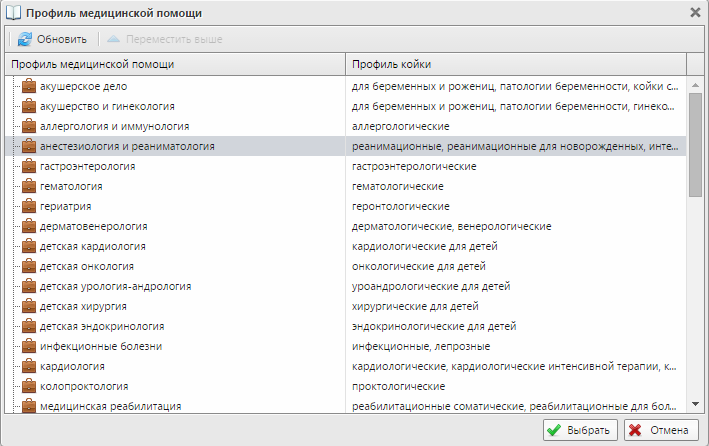 Профиль медицинской помощи
Обновить Переместить выше
Профиль медицинской помощи Профиль койки
акушерское дело для беременных и рожениц, патологии беременности, койки с...
акушерство и гинекология для беременных и рожениц, патологии беременности, гинеко...
аллергология и иммунология аллергологические
анестезиология и реаниматология реанимационные, реанимационные для новорожденных, инте...
гастроэнтерология гастроэнтерологические
гематология гематологические
гериатрия геронтологические
дерматовенерология дерматологические, венерологические
детская кардиология кардиологические для детей
детская онкология онкологические для детей
детская урология-андрология уроандрологические для детей
детская хирургия хирургические для детей
детская эндокринология эндокринологические для детей
инфекционные болезни инфекционные, лепрозные
кардиология кардиологические, кардиологические интенсивной терапии, к...
колопроктология проктологические
медицинская реабилитация реабилитационные соматические, реабилитационные для бол...
Выбрать Отмена